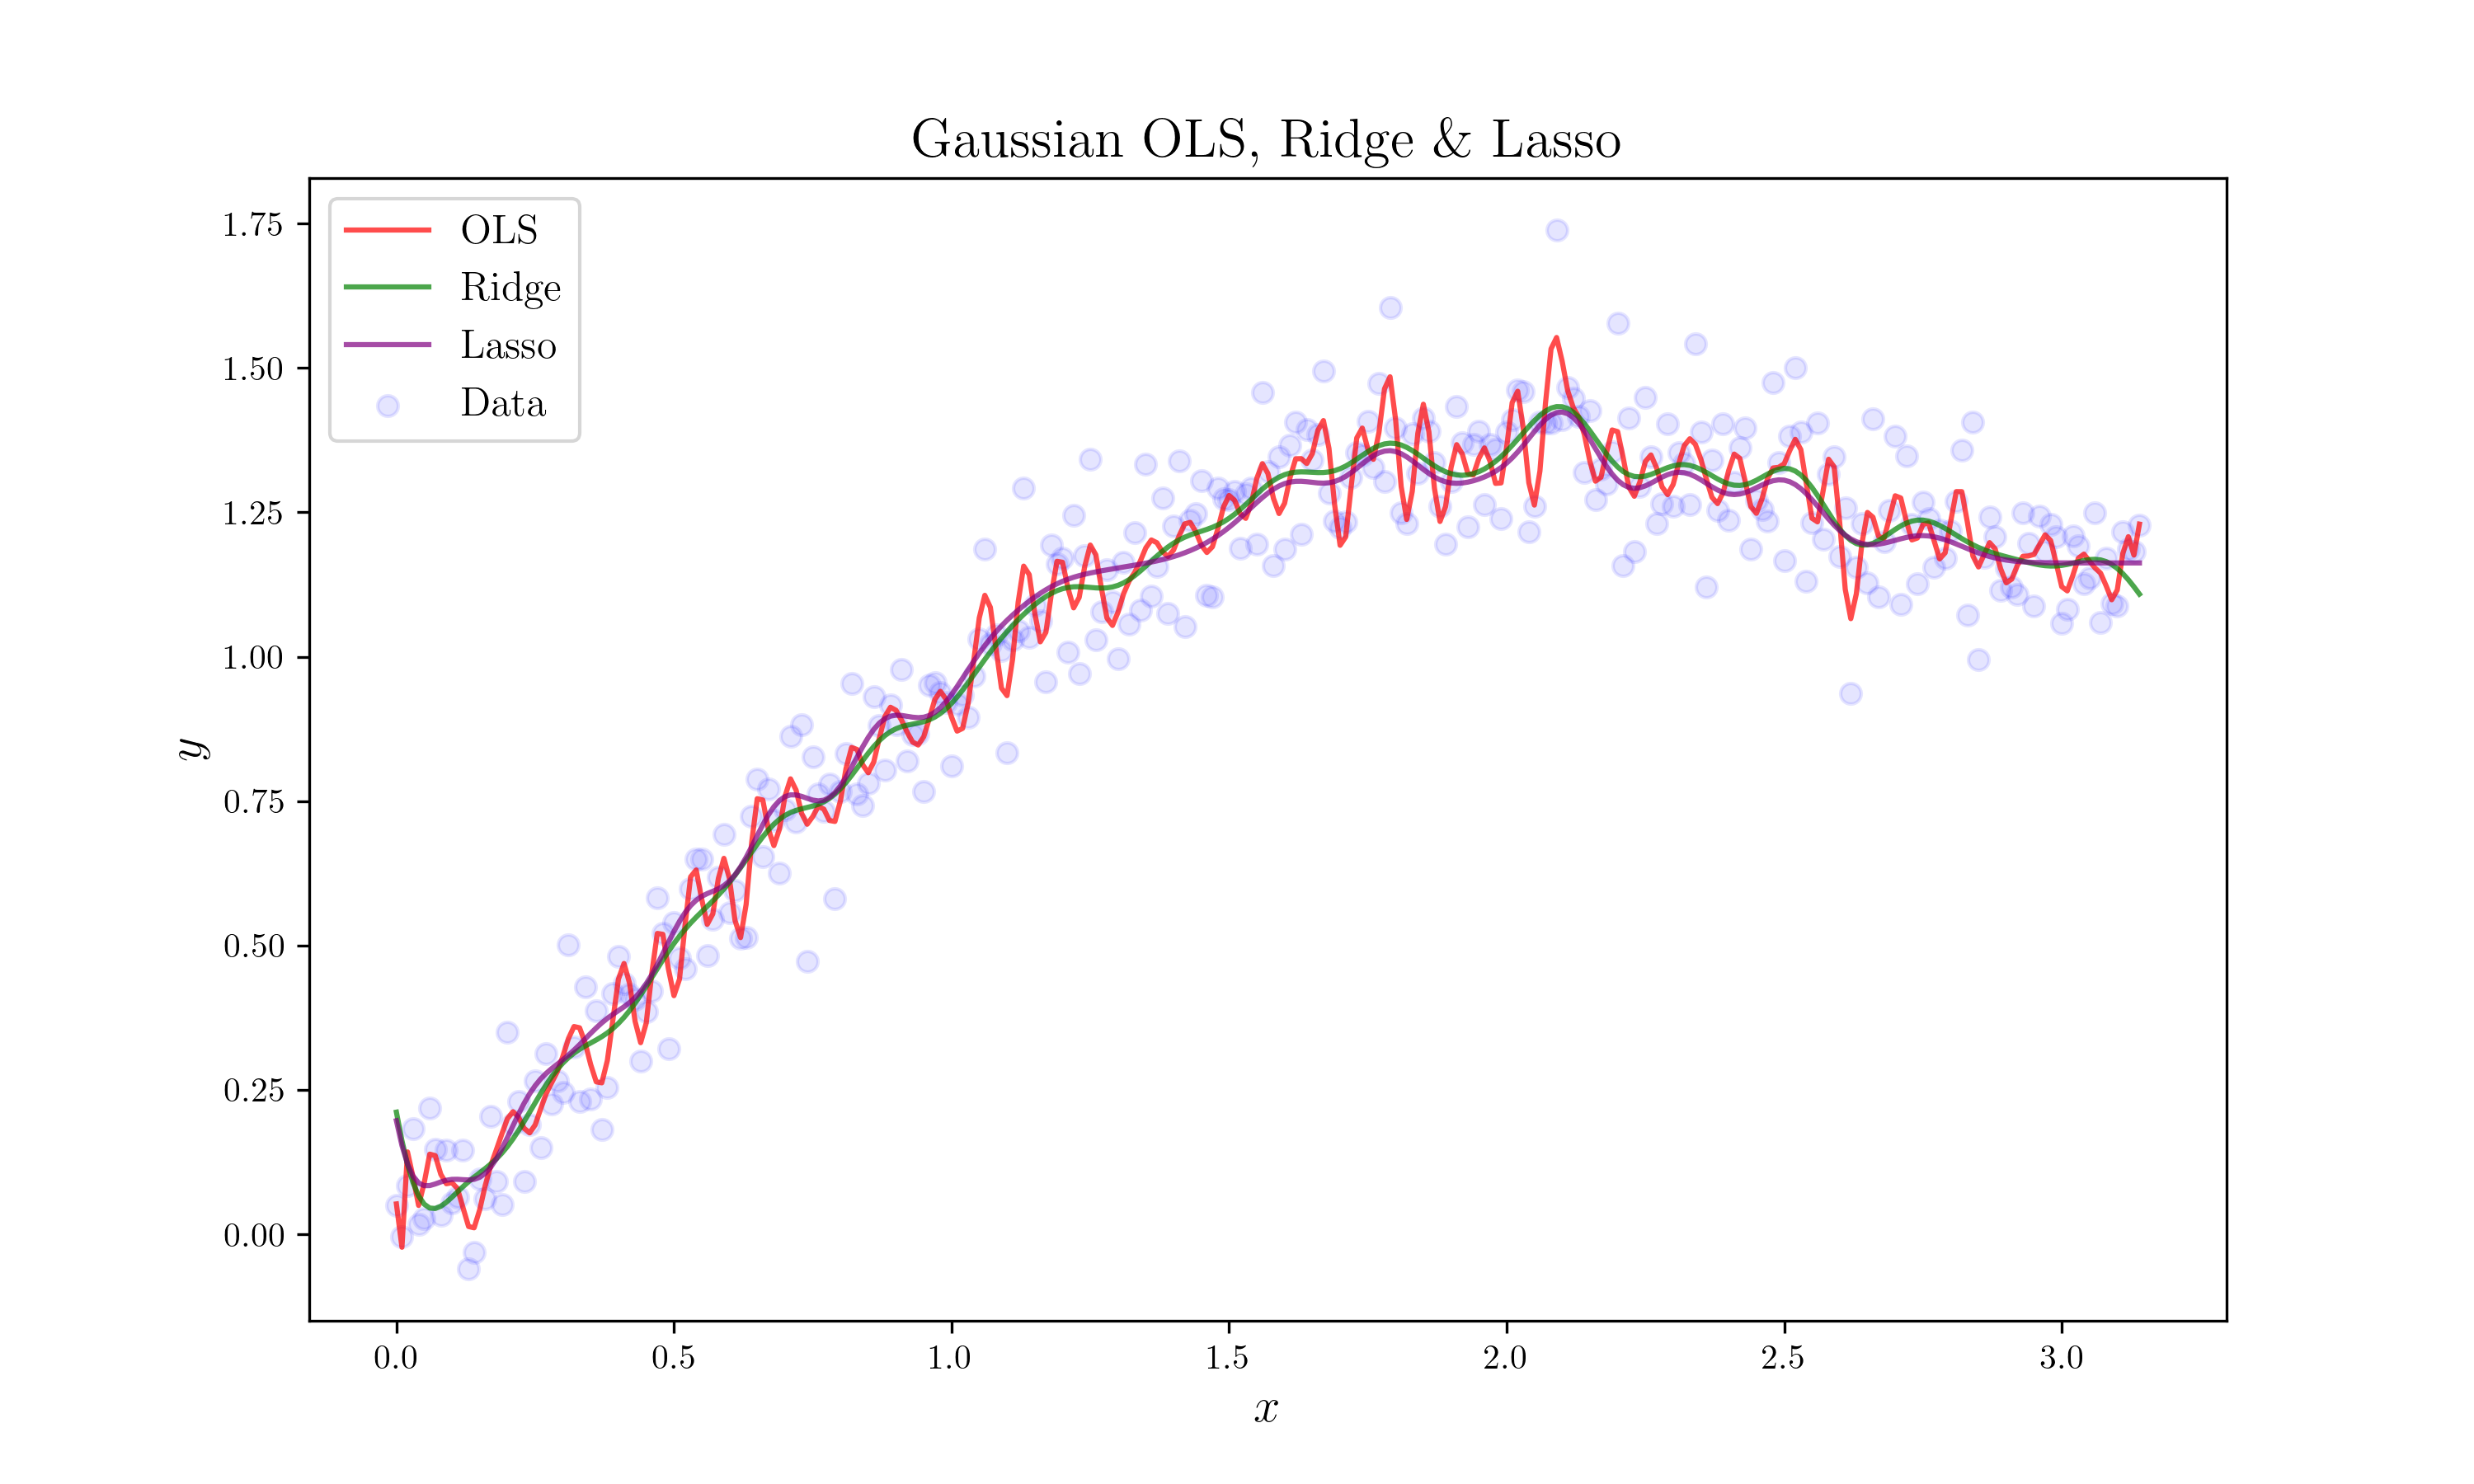 Gaussian OLS, Ridge & Lasso
OLS
Ridge
Lasso
Data
1.75
1.50
1.25
1.00
0.75
0.50
0.25
0.00
y
0.0 0.5 1.0 1.5 2.0 2.5 3.0
x